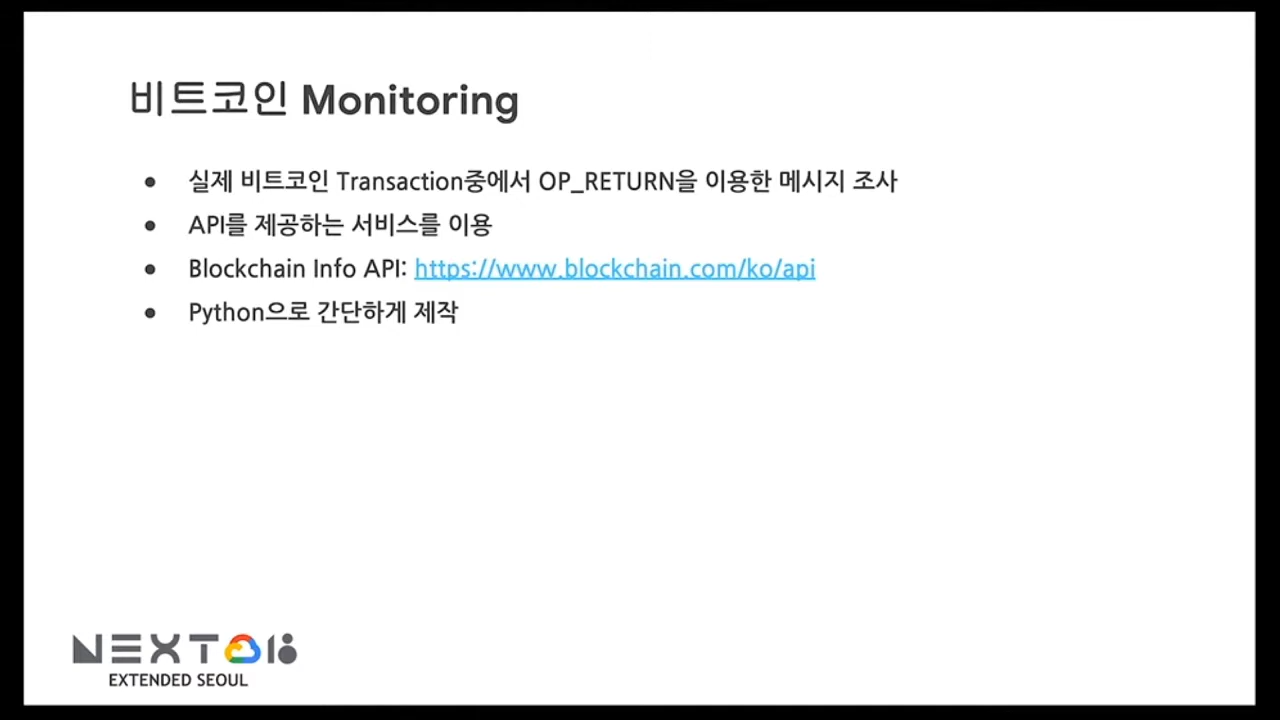 비트코인 Monitoring
● 실제 비트코인 Transaction중에서 OP_RETURN을 이용한 메시지 조사
● API를 제공하는 서비스를 이용
● Blockchain Info API: https://www.blockchain.com/ko/api
● Python으로 간단하게 제작
NEXT 18
EXTENDED SEOUL